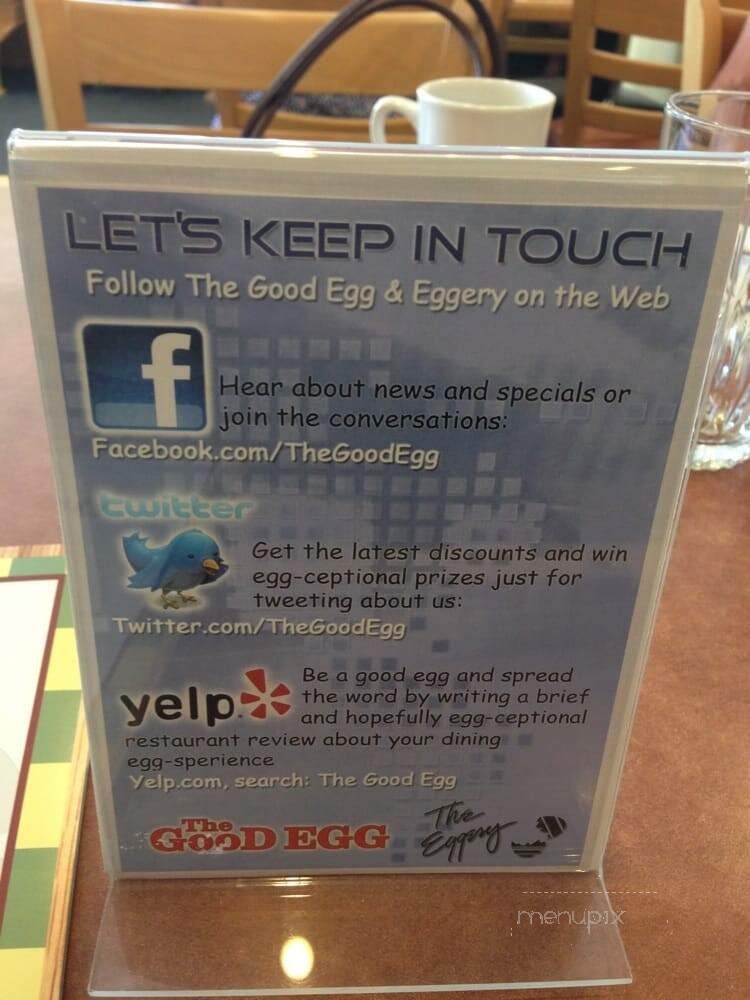 LET'S KEEP IN TOUCH
Follow The Good Egg & Eggery on the Web
f
Hear about news and specials or
join the conversations:
Facebook.com/TheGoodEgg
twitter
Get the latest discounts and win
egg-ceptional prizes just for
tweeting about us:
Twitter.com/TheGoodEgg
yelp
Be a good egg and spread
the word by writing a brief
and hopefully egg-ceptional
restaurant review about your dining
egg-sperience
Yelp.com, search: The Good Egg
The
GOOD EGG
The
Eggery
menupix